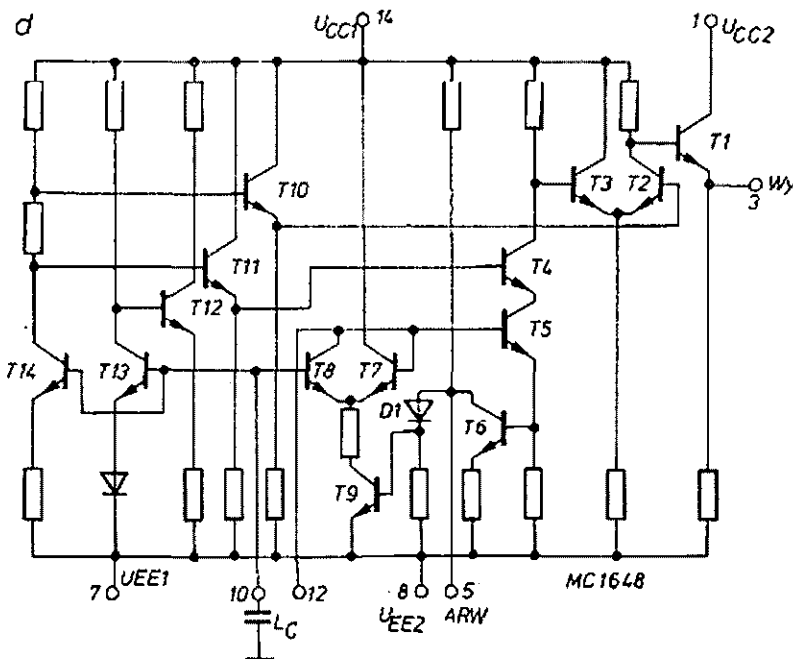 d
UCC1 14
1 UCC2
T10
T3
T2
T1
Wy
3
T11
T4
T12
T5
T14
T13
T8
T7
D1
T6
T9
7 UEE1
10
12
8 UEE2
5 ARW
MC1648
LC